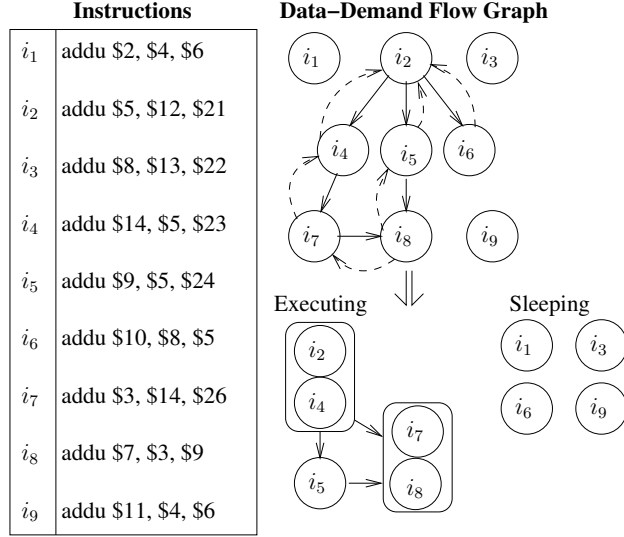 Instructions
Data-Demand Flow Graph
i1 addu $2, $4, $6
i2 addu $5, $12, $21
i3 addu $8, $13, $22
i4 addu $14, $5, $23
i5 addu $9, $5, $24
i6 addu $10, $8, $5
i7 addu $3, $14, $26
i8 addu $7, $3, $9
i9 addu $11, $4, $6
i1 i2 i3
i4 i5 i6
i7 i8 i9
Executing
i2
i4
i7
i5
i8
Sleeping
i1 i3
i6 i9